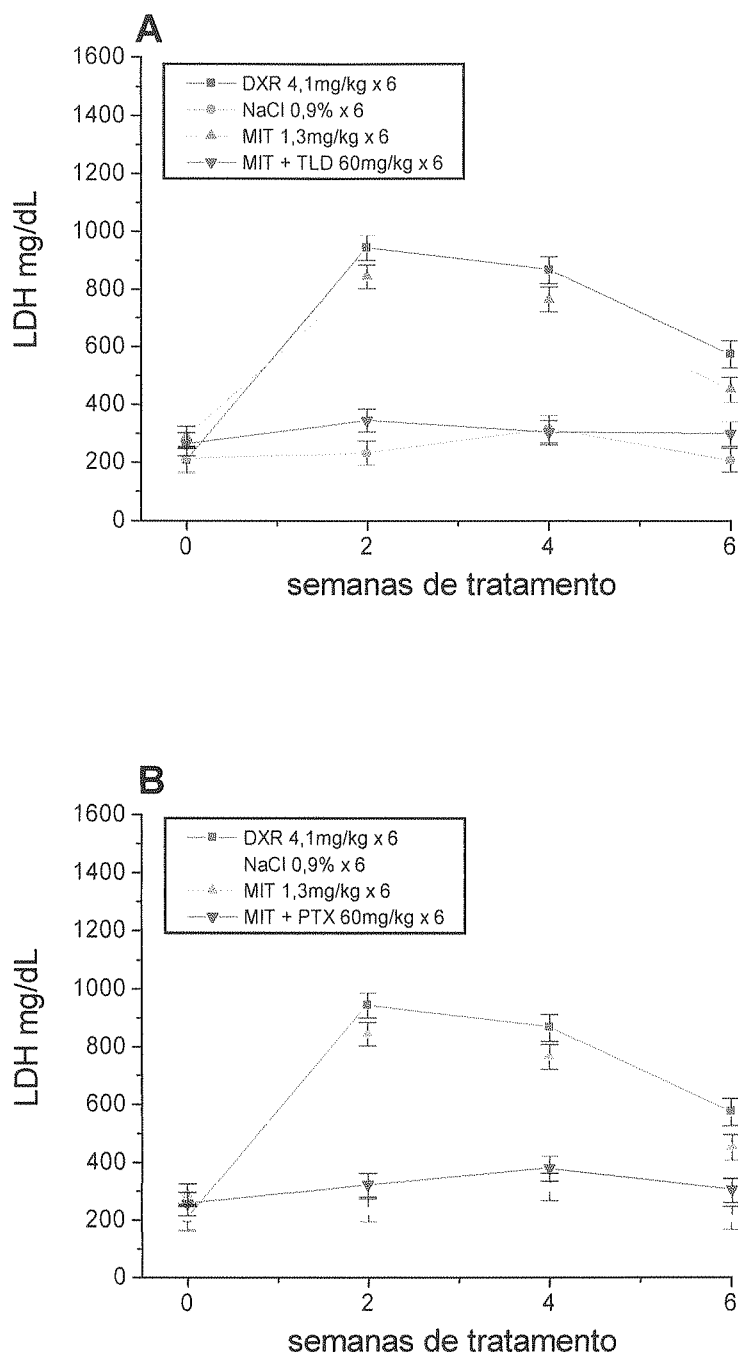 A
1600
1400
1200
1000
800
600
400
200
0
LDH mg/dL
DXR 4,1mg/kg x 6
NaCl 0,9% x 6
MIT 1,3mg/kg x 6
MIT + TLD 60mg/kg x 6
0 2 4 6
semanas de tratamento
B
1600
1400
1200
1000
800
600
400
200
0
LDH mg/dL
DXR 4,1mg/kg x 6
NaCl 0,9% x 6
MIT 1,3mg/kg x 6
MIT + PTX 60mg/kg x 6
0 2 4 6
semanas de tratamento